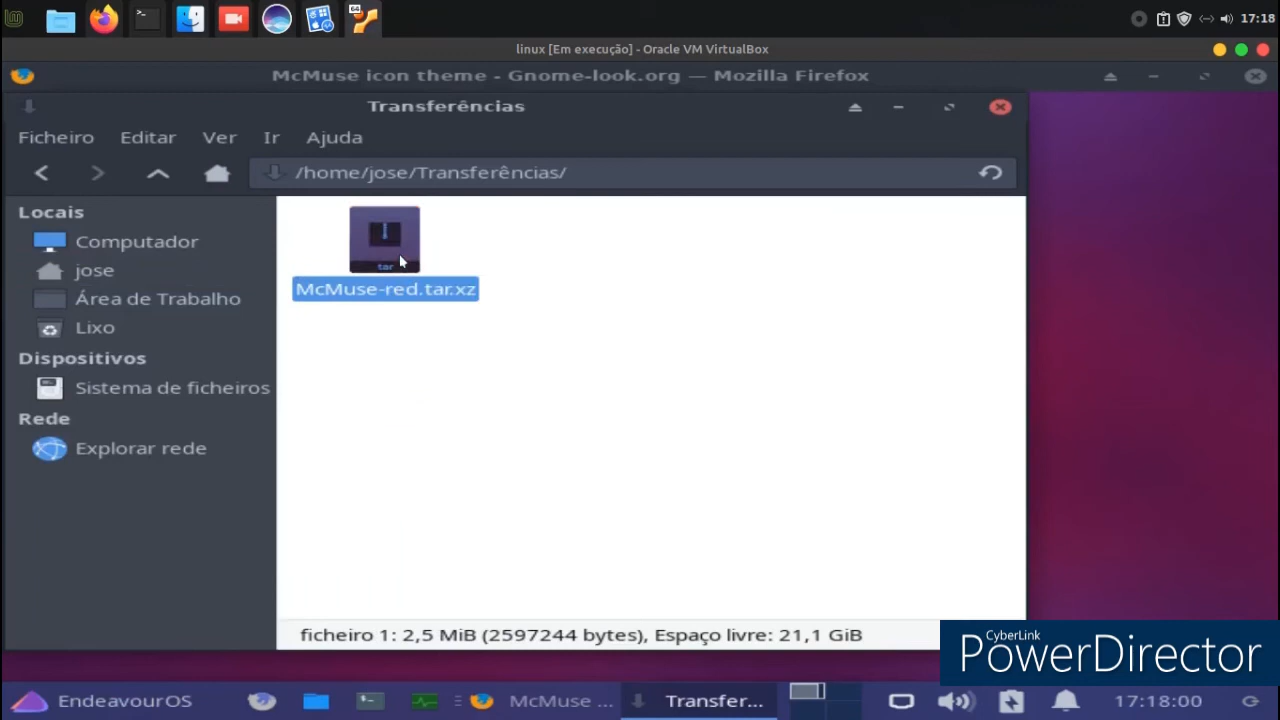 17:18
linux [Em execução] - Oracle VM VirtualBox
McMuse icon theme - Gnome-look.org — Mozilla Firefox
Transferências
Ficheiro Editar Ver Ir Ajuda
/home/jose/Transferências/
Locais
Computador
jose
Área de Trabalho
Lixo
Dispositivos
Sistema de ficheiros
Rede
Explorar rede
tar
McMuse-red.tar.xz
ficheiro 1: 2,5 MiB (2597244 bytes), Espaço livre: 21,1 GiB
CyberLink
PowerDirector
EndeavourOS McMuse ... Transfer... 17:18:00